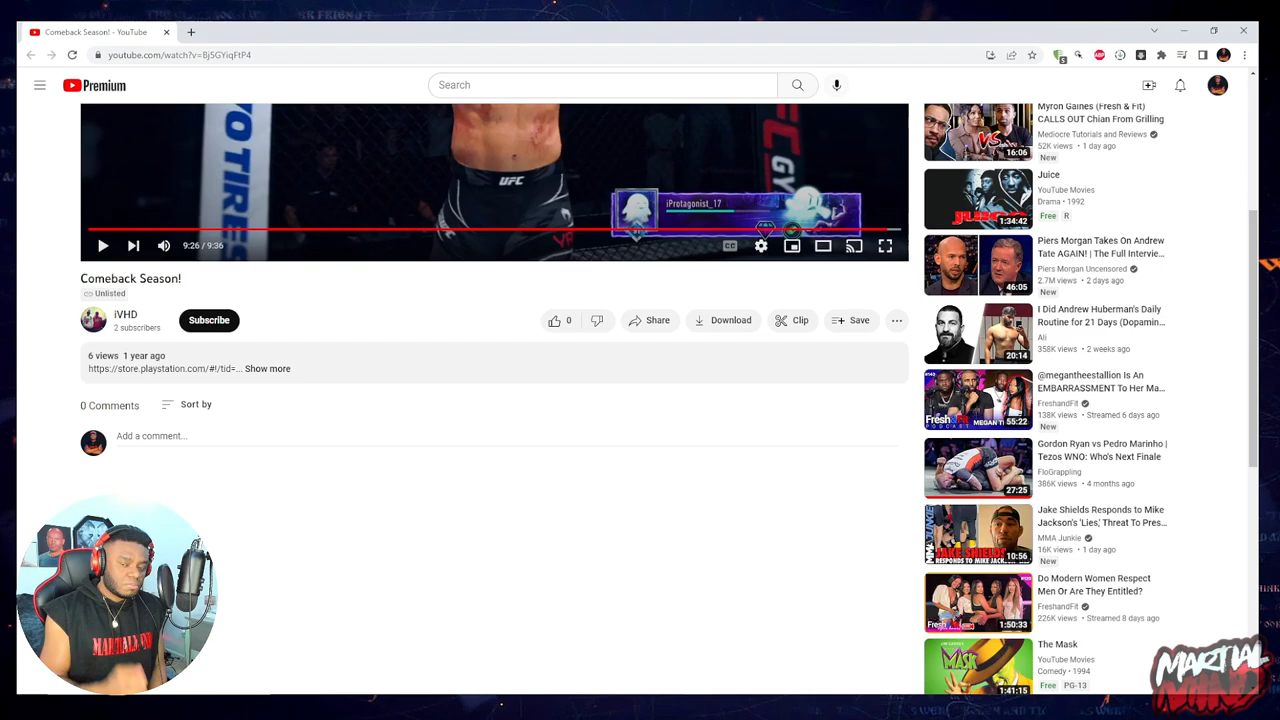 Comeback Season! - YouTube
youtube.com/watch?v=Bj5GYiqFtP4
Premium
Search
VOTIRE
UFC
iProtagonist_17
9:26 / 9:36
CC
Comeback Season!
Unlisted
iVHD
2 subscribers
Subscribe
0
Share
Download
Clip
Save
6 views 1 year ago
https://store.playstation.com/#!/tid=... Show more
0 Comments
Sort by
Add a comment...
Myron Gaines (Fresh & Fit)
CALLS OUT Chian From Grilling
Mediocre Tutorials and Reviews
52K views • 1 day ago
New
VS
16:06
Juice
YouTube Movies
Drama • 1992
Free R
JUICE
1:34:42
Piers Morgan Takes On Andrew
Tate AGAIN! | The Full Intervie...
Piers Morgan Uncensored
2.7M views • 2 days ago
New
46:05
I Did Andrew Huberman's Daily
Routine for 21 Days (Dopamin...
Ali
358K views • 2 weeks ago
20:14
@megantheestallion Is An
EMBARRASSMENT To Her Ma...
FreshandFit
138K views • Streamed 6 days ago
New
55:22
Gordon Ryan vs Pedro Marinho |
Tezos WNO: Who's Next Finale
FloGrappling
386K views • 4 months ago
27:25
Jake Shields Responds to Mike
Jackson's 'Lies,' Threat To Pres...
MMA Junkie
16K views • 1 day ago
New
JAKE SHIELDS
10:56
Do Modern Women Respect
Men Or Are They Entitled?
FreshandFit
226K views • Streamed 8 days ago
Fresh
1:50:33
The Mask
YouTube Movies
Comedy • 1994
Free PG-13
MASK
1:41:15
MARTIAL
MIND